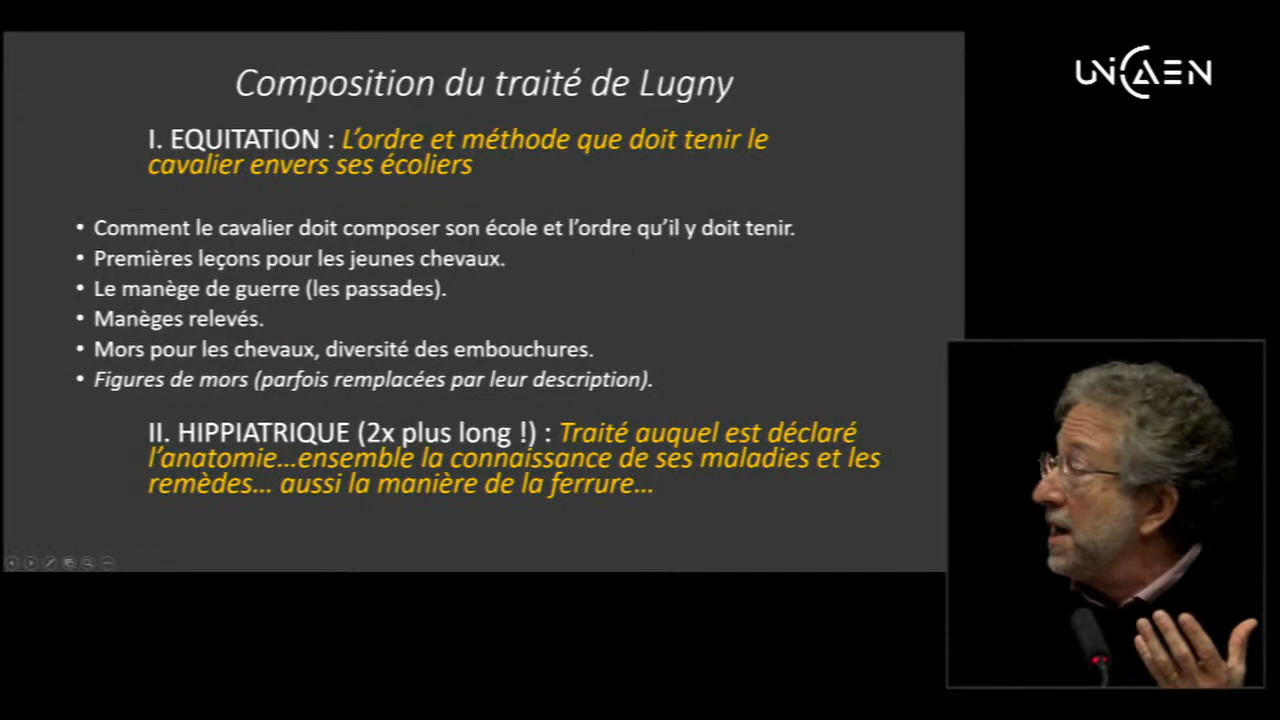 Composition du traité de Lugny
UNICAEN
I. EQUITATION : L’ordre et méthode que doit tenir le
cavalier envers ses écoliers
• Comment le cavalier doit composer son école et l’ordre qu’il y doit tenir.
• Premières leçons pour les jeunes chevaux.
• Le manège de guerre (les passades).
• Manèges relevés.
• Mors pour les chevaux, diversité des embouchures.
• Figures de mors (parfois remplacées par leur description).
II. HIPPIATRIQUE (2x plus long !) : Traité auquel est déclaré
l’anatomie…ensemble la connaissance de ses maladies et les
remèdes… aussi la manière de la ferrure…